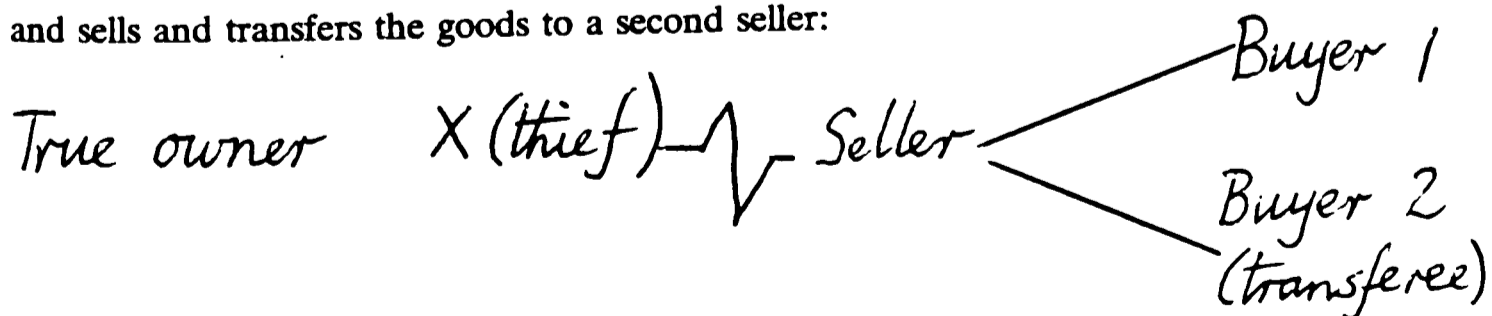 and sells and transfers the goods to a second seller:
Buyer 1
True owner X (thief) Seller
Buyer 2
(transferee)